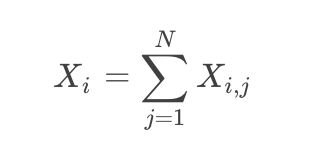 $X_i = \sum_{j=1}^{N} X_{i,j}$